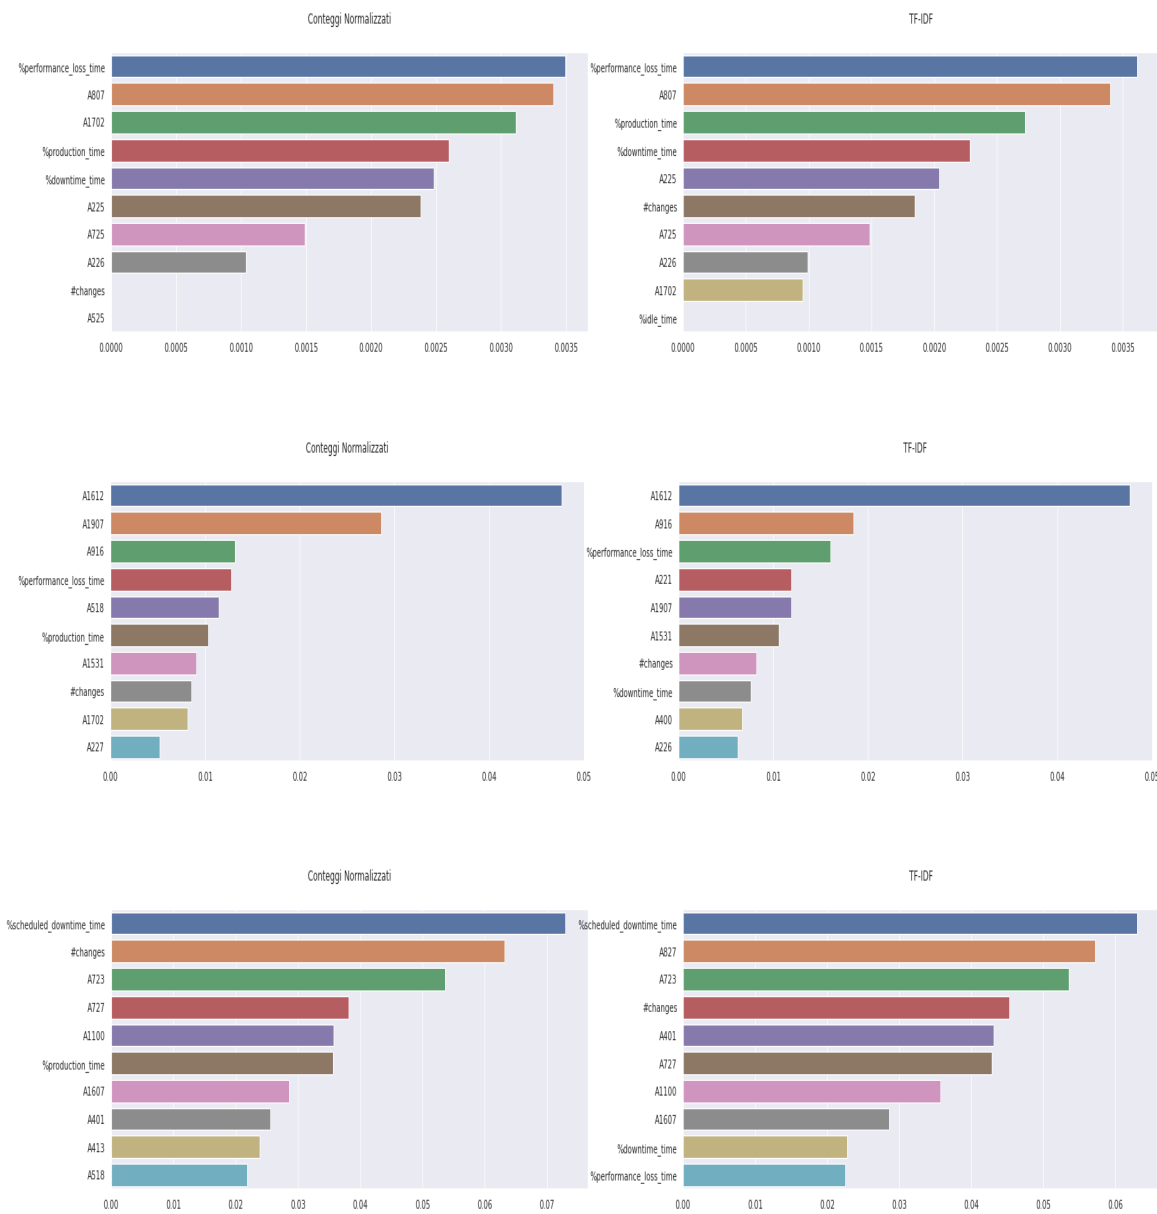 Conteggi Normalizzati
%performance_loss_time
A807
A1702
%production_time
%downtime_time
A225
A725
A226
#changes
A525
0.0000 0.0005 0.0010 0.0015 0.0020 0.0025 0.0030 0.0035
TF-IDF
%performance_loss_time
A807
%production_time
%downtime_time
A225
#changes
A725
A226
A1702
%idle_time
0.0000 0.0005 0.0010 0.0015 0.0020 0.0025 0.0030 0.0035
Conteggi Normalizzati
A1612
A1907
A916
%performance_loss_time
A518
%production_time
A1531
#changes
A1702
A227
0.00 0.01 0.02 0.03 0.04 0.05
TF-IDF
A1612
A916
%performance_loss_time
A221
A1907
A1531
#changes
%downtime_time
A400
A226
0.00 0.01 0.02 0.03 0.04 0.05
Conteggi Normalizzati
%scheduled_downtime_time
#changes
A723
A727
A1100
%production_time
A1607
A401
A413
A518
0.00 0.01 0.02 0.03 0.04 0.05 0.06 0.07
TF-IDF
%scheduled_downtime_time
A827
A723
#changes
A401
A727
A1100
A1607
%downtime_time
%performance_loss_time
0.00 0.01 0.02 0.03 0.04 0.05 0.06